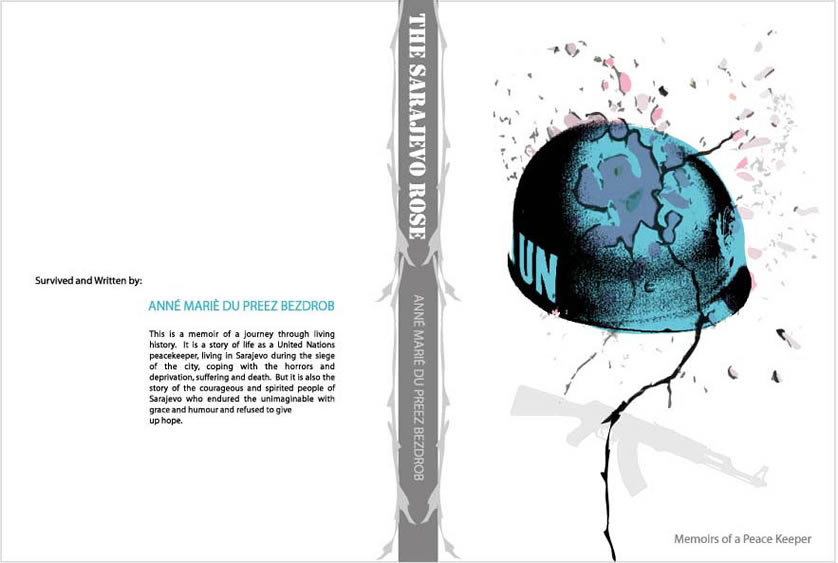 Survived and Written by:
ANNÉ MARIÈ DU PREEZ BEZDROB
This is a memoir of a journey through living
history. It is a story of life as a United Nations
peacekeeper, living in Sarajevo during the siege
of the city, coping with the horrors and
deprivation, suffering and death. But it is also the
story of the courageous and spirited people of
Sarajevo who endured the unimaginable with
grace and humour and refused to give
up hope.
THE SARAJEVO ROSE
ANNÉ MARIÈ DU PREEZ BEZDROB
UN
Memoirs of a Peace Keeper